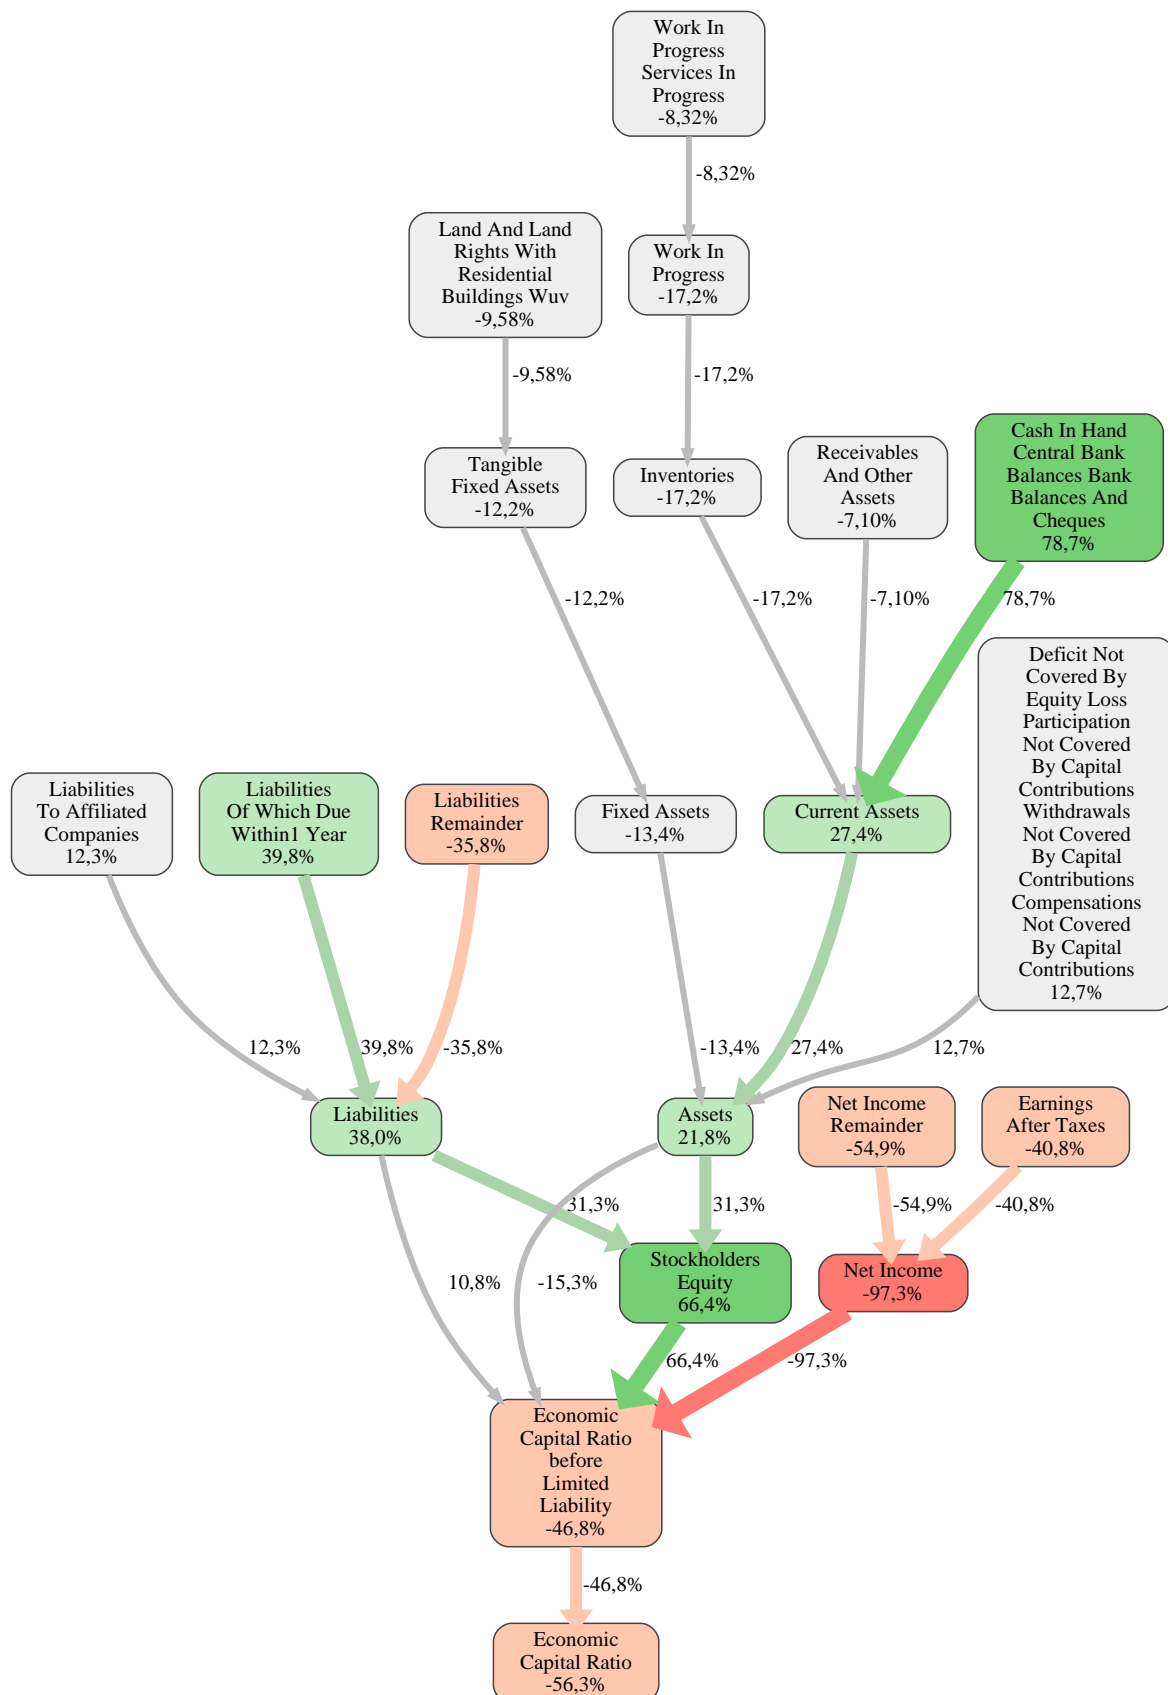 Work In
Progress
Services In
Progress
-8,32%
-8,32%
Land And Land
Rights With
Residential
Buildings Wuv
-9,58%
Work In
Progress
-17,2%
-9,58%
-17,2%
Tangible
Fixed Assets
-12,2%
Inventories
-17,2%
Receivables
And Other
Assets
-7,10%
Cash In Hand
Central Bank
Balances Bank
Balances And
Cheques
78,7%
-12,2%
-17,2%
-7,10%
78,7%
Deficit Not
Covered By
Equity Loss
Participation
Not Covered
By Capital
Contributions
Withdrawals
Not Covered
By Capital
Contributions
Compensations
Not Covered
By Capital
Contributions
12,7%
Liabilities
To Affiliated
Companies
12,3%
Liabilities
Of Which Due
Within1 Year
39,8%
Liabilities
Remainder
-35,8%
Fixed Assets
-13,4%
Current Assets
27,4%
12,3%
39,8%
-35,8%
-13,4%
27,4%
12,7%
Liabilities
38,0%
Assets
21,8%
Net Income
Remainder
-54,9%
Earnings
After Taxes
-40,8%
31,3%
31,3%
-54,9%
-40,8%
10,8%
-15,3%
Stockholders
Equity
66,4%
Net Income
-97,3%
66,4%
-97,3%
Economic
Capital Ratio
before
Limited
Liability
-46,8%
-46,8%
Economic
Capital Ratio
-56,3%